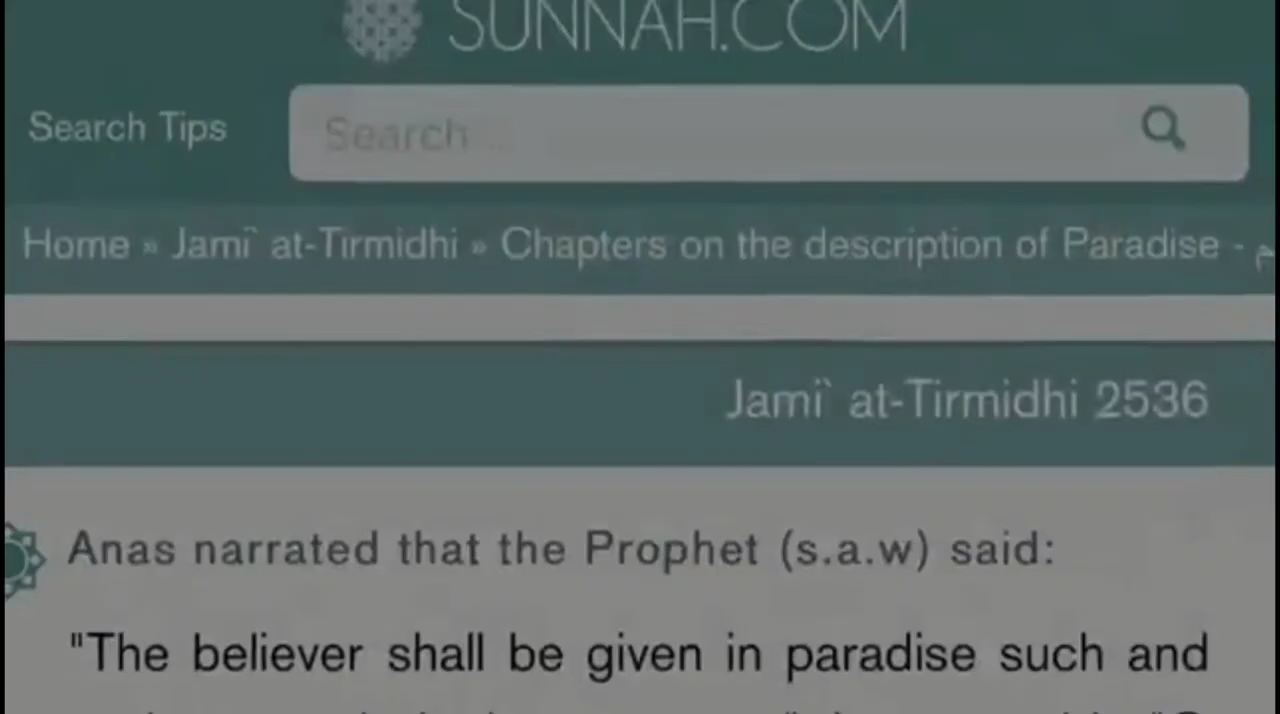 SUNNAH.COM
Search Tips
Search ...
Home » Jami` at-Tirmidhi » Chapters on the description of Paradise -
Jami` at-Tirmidhi 2536
Anas narrated that the Prophet (s.a.w) said:
"The believer shall be given in paradise such and